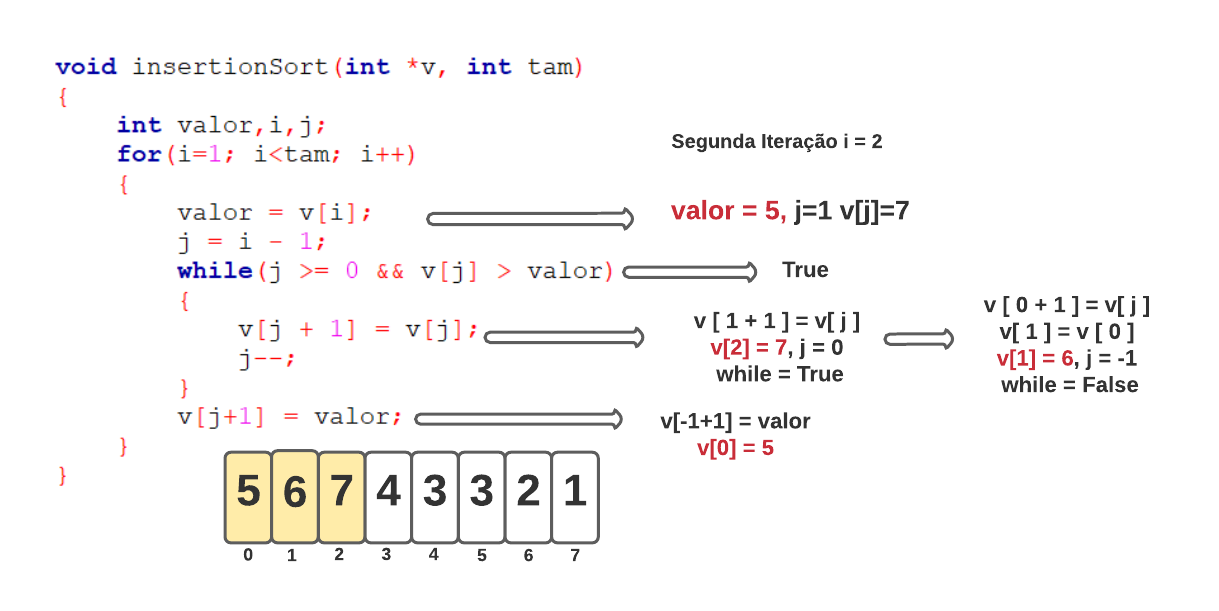 void insertionSort(int *v, int tam)
{
int valor,i,j;
for(i=1; i<tam; i++)
{
valor = v[i];
j = i - 1;
while(j >= 0 && v[j] > valor)
{
v[j + 1] = v[j];
j--;
}
v[j+1] = valor;
}
}
Segunda Iteração i = 2
valor = 5, j=1 v[j]=7
True
v [ 1 + 1 ] = v[ j ]
v[2] = 7, j = 0
while = True
v [ 0 + 1 ] = v[ j ]
v[ 1 ] = v [ 0 ]
v[1] = 6, j = -1
while = False
v[-1+1] = valor
v[0] = 5
5 6 7 4 3 3 2 1
0 1 2 3 4 5 6 7